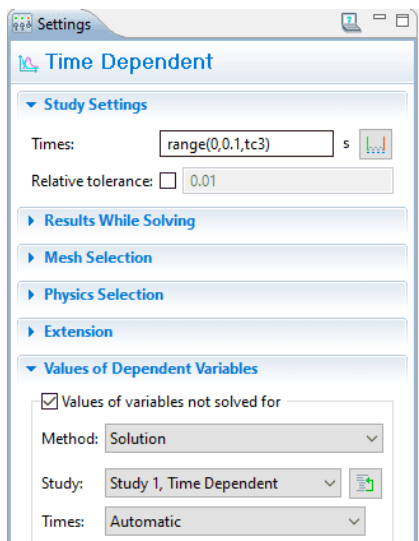 Settings
Time Dependent
Study Settings
Times: range(0,0.1,tc3) s
Relative tolerance: 0.01
Results While Solving
Mesh Selection
Physics Selection
Extension
Values of Dependent Variables
Values of variables not solved for
Method: Solution
Study: Study 1, Time Dependent
Times: Automatic